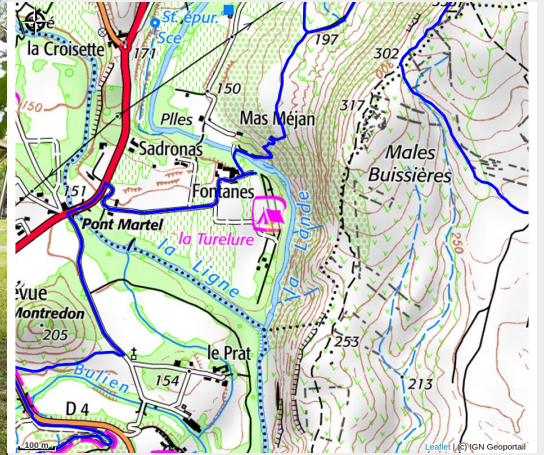 St. épur.
Sce
la Croisette
171
197
302
300
150
150
317
Plles
Mas Méjan
Males
Buissières
Sadronas
151
Fontanes
Pont Martel
la Turelure
La Lande
la Ligne
250
Montredon
205
253
le Prat
Bulien
154
213
D 4
100 m
Leaflet | (c) IGN Geoportail